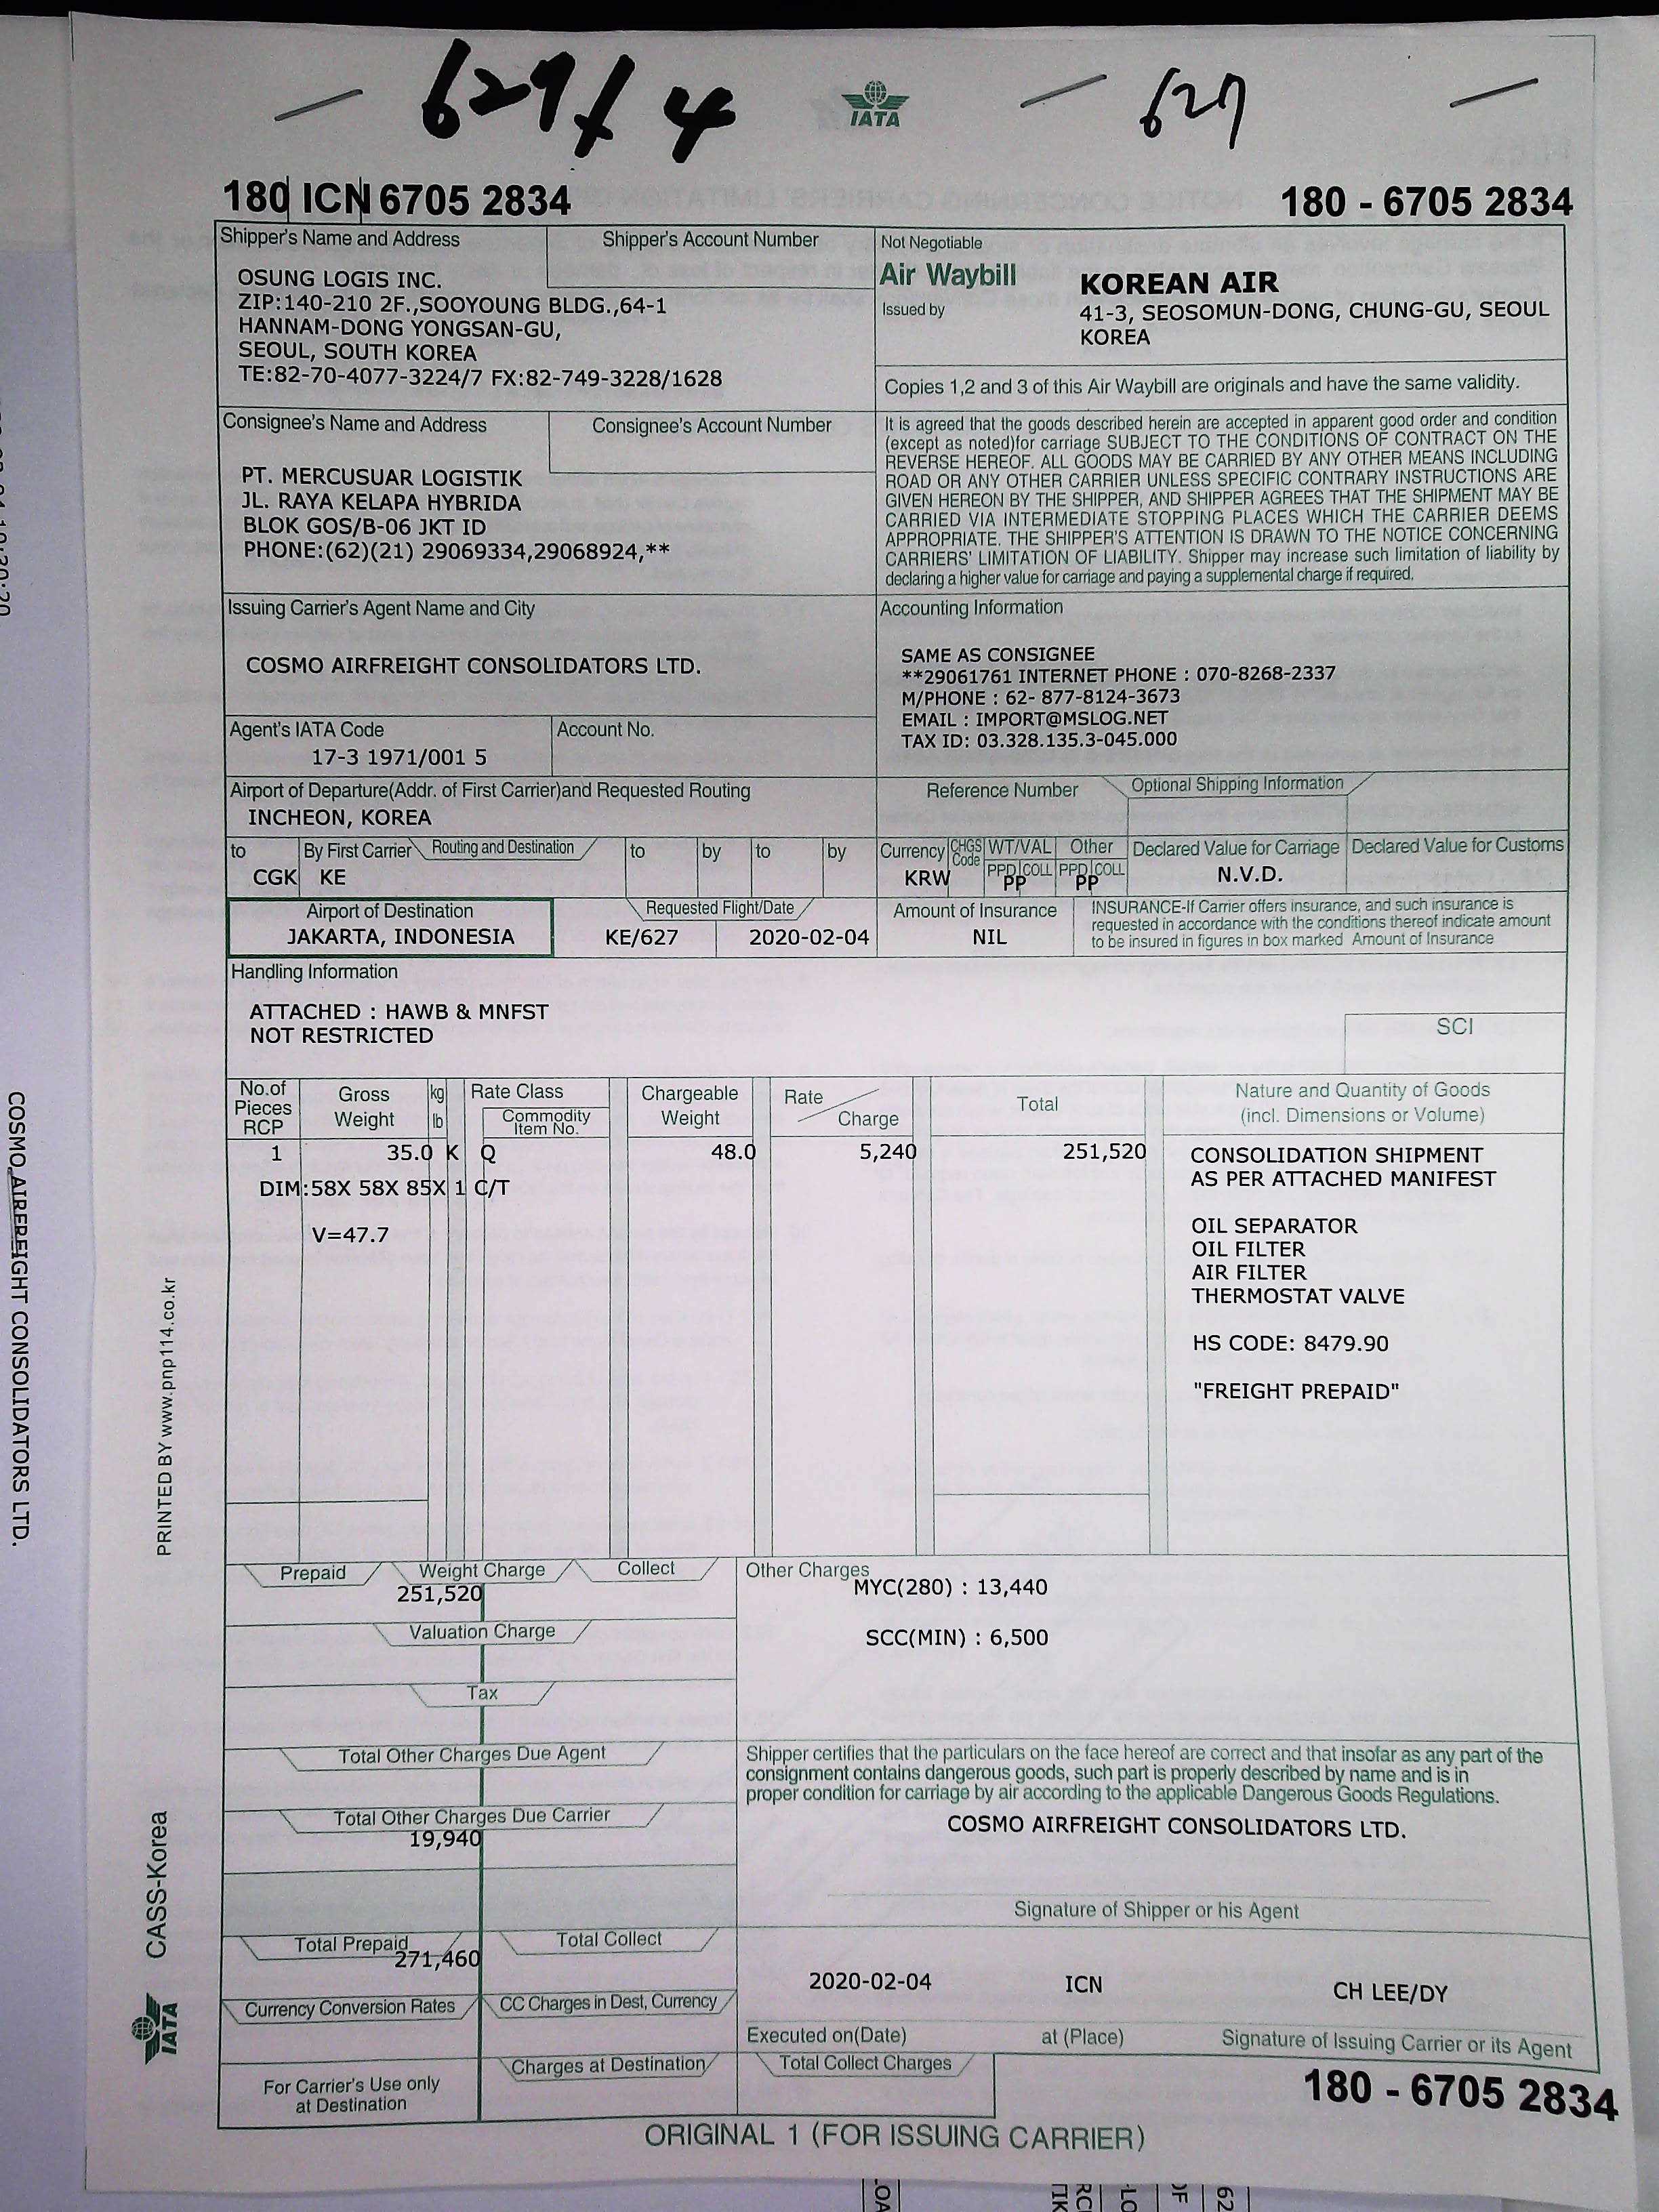 627/4
IATA
627
180 ICN 6705 2834
180 - 6705 2834
Shipper's Name and Address
Shipper's Account Number
OSUNG LOGIS INC.
ZIP:140-210 2F.,SOOYOUNG BLDG.,64-1
HANNAM-DONG YONGSAN-GU,
SEOUL, SOUTH KOREA
TE:82-70-4077-3224/7 FX:82-749-3228/1628
Not Negotiable
Air Waybill
Issued by
KOREAN AIR
41-3, SEOSOMUN-DONG, CHUNG-GU, SEOUL
KOREA
Copies 1,2 and 3 of this Air Waybill are originals and have the same validity.
Consignee's Name and Address
Consignee's Account Number
PT. MERCUSUAR LOGISTIK
JL. RAYA KELAPA HYBRIDA
BLOK GOS/B-06 JKT ID
PHONE:(62)(21) 29069334,29068924,**
It is agreed that the goods described herein are accepted in apparent good order and condition
(except as noted)for carriage SUBJECT TO THE CONDITIONS OF CONTRACT ON THE
REVERSE HEREOF. ALL GOODS MAY BE CARRIED BY ANY OTHER MEANS INCLUDING
ROAD OR ANY OTHER CARRIER UNLESS SPECIFIC CONTRARY INSTRUCTIONS ARE
GIVEN HEREON BY THE SHIPPER, AND SHIPPER AGREES THAT THE SHIPMENT MAY BE
CARRIED VIA INTERMEDIATE STOPPING PLACES WHICH THE CARRIER DEEMS
APPROPRIATE. THE SHIPPER'S ATTENTION IS DRAWN TO THE NOTICE CONCERNING
CARRIERS' LIMITATION OF LIABILITY. Shipper may increase such limitation of liability by
declaring a higher value for carriage and paying a supplemental charge if required.
Issuing Carrier's Agent Name and City
COSMO AIRFREIGHT CONSOLIDATORS LTD.
Accounting Information
SAME AS CONSIGNEE
**29061761 INTERNET PHONE : 070-8268-2337
M/PHONE : 62- 877-8124-3673
EMAIL : IMPORT@MSLOG.NET
TAX ID: 03.328.135.3-045.000
Agent's IATA Code
17-3 1971/001 5
Account No.
Airport of Departure(Addr. of First Carrier)and Requested Routing
INCHEON, KOREA
Reference Number
Optional Shipping Information
to
CGK
By First Carrier
KE
Routing and Destination
to
by
to
by
Currency
KRW
CHGS
Code
WT/VAL
PPD COLL
PP
Other
PPD COLL
PP
Declared Value for Carriage
N.V.D.
Declared Value for Customs
Airport of Destination
JAKARTA, INDONESIA
Requested Flight/Date
KE/627
2020-02-04
Amount of Insurance
NIL
INSURANCE-If Carrier offers insurance, and such insurance is
requested in accordance with the conditions thereof indicate amount
to be insured in figures in box marked Amount of Insurance
Handling Information
ATTACHED : HAWB & MNFST
NOT RESTRICTED
SCI
No.of
Pieces
RCP
Gross
Weight
kg
lb
Rate Class
Commodity
Item No.
Chargeable
Weight
Rate
Charge
Total
Nature and Quantity of Goods
(incl. Dimensions or Volume)
1 35.0 K Q 48.0 5,240 251,520
DIM:58X 58X 85X 1 C/T
V=47.7
CONSOLIDATION SHIPMENT
AS PER ATTACHED MANIFEST
OIL SEPARATOR
OIL FILTER
AIR FILTER
THERMOSTAT VALVE
HS CODE: 8479.90
"FREIGHT PREPAID"
Prepaid
Weight Charge
Collect
251,520
Valuation Charge
Tax
Total Other Charges Due Agent
Total Other Charges Due Carrier
19,940
Other Charges
MYC(280) : 13,440
SCC(MIN) : 6,500
Shipper certifies that the particulars on the face hereof are correct and that insofar as any part of the
consignment contains dangerous goods, such part is properly described by name and is in
proper condition for carriage by air according to the applicable Dangerous Goods Regulations.
COSMO AIRFREIGHT CONSOLIDATORS LTD.
Signature of Shipper or his Agent
Total Prepaid
271,460
Total Collect
Currency Conversion Rates
CC Charges in Dest, Currency
2020-02-04
ICN
CH LEE/DY
Executed on(Date)
at (Place)
Signature of Issuing Carrier or its Agent
For Carrier's Use only
at Destination
Charges at Destination
Total Collect Charges
180 - 6705 2834
ORIGINAL 1 (FOR ISSUING CARRIER)
PRINTED BY www.pnp114.co.kr
CASS-Korea
IATA
COSMO AIRFREIGHT CONSOLIDATORS LTD.